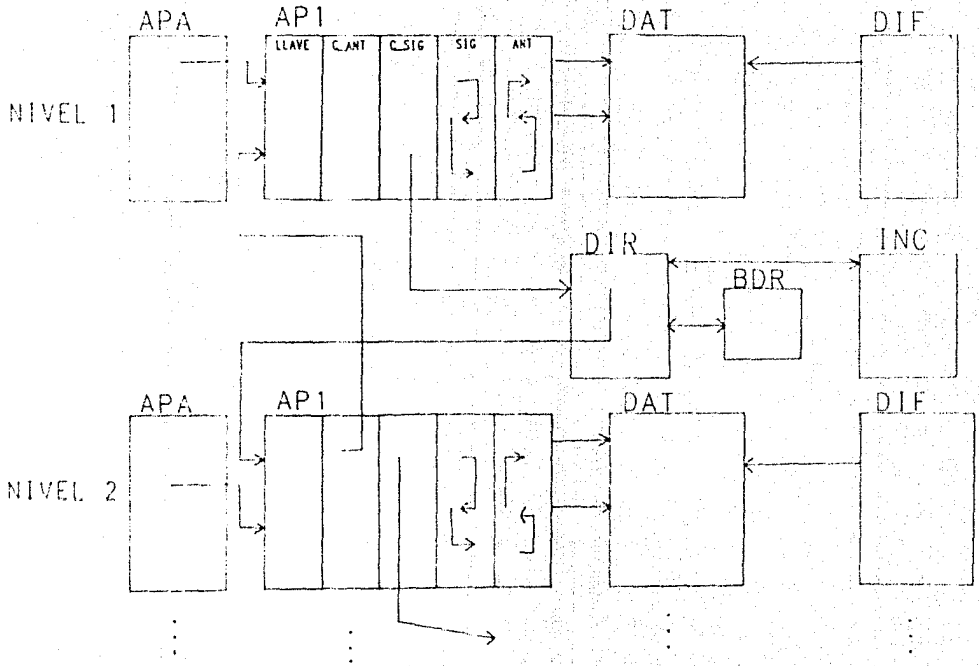 APA AP1 DAT DIF
LLAVE C_ANT C_SIG SIG ANT
NIVEL 1
DIR INC
BDR
APA AP1 DAT DIF
NIVEL 2